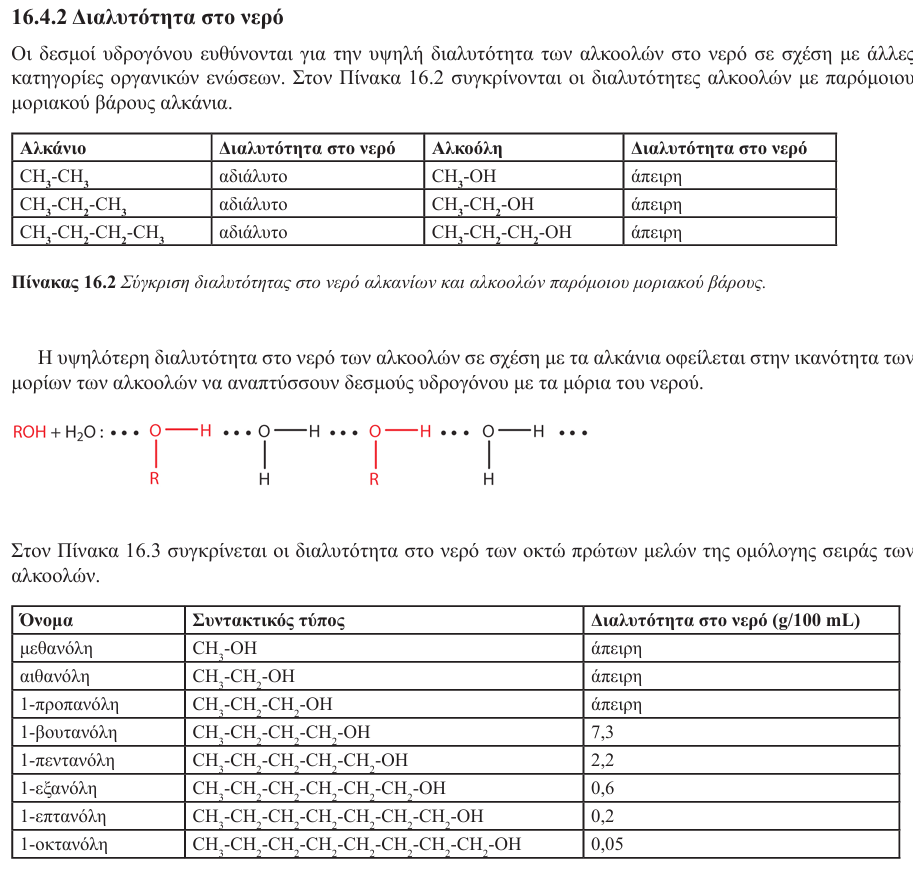 16.4.2 Διαλυτότητα στο νερό
Οι δεσμοί υδρογόνου ευθύνονται για την υψηλή διαλυτότητα των αλκοολών στο νερό σε σχέση με άλλες
κατηγορίες οργανικών ενώσεων. Στον Πίνακα 16.2 συγκρίνονται οι διαλυτότητες αλκοολών με παρόμοιου
μοριακού βάρους αλκάνια.
Αλκάνιο Διαλυτότητα στο νερό Αλκοόλη Διαλυτότητα στο νερό
CH3-CH3 αδιάλυτο CH3-OH άπειρη
CH3-CH2-CH3 αδιάλυτο CH3-CH2-OH άπειρη
CH3-CH2-CH2-CH3 αδιάλυτο CH3-CH2-CH2-OH άπειρη
Πίνακας 16.2 Σύγκριση διαλυτότητας στο νερό αλκανίων και αλκοολών παρόμοιου μοριακού βάρους.
Η υψηλότερη διαλυτότητα στο νερό των αλκοολών σε σχέση με τα αλκάνια οφείλεται στην ικανότητα των
μορίων των αλκοολών να αναπτύσσουν δεσμούς υδρογόνου με τα μόρια του νερού.
ROH + H2O : ••• O — H ••• O — H ••• O — H ••• O — H •••
R H R H
Στον Πίνακα 16.3 συγκρίνεται οι διαλυτότητα στο νερό των οκτώ πρώτων μελών της ομόλογης σειράς των
αλκοολών.
Όνομα Συντακτικός τύπος Διαλυτότητα στο νερό (g/100 mL)
μεθανόλη CH3-OH άπειρη
αιθανόλη CH3-CH2-OH άπειρη
1-προπανόλη CH3-CH2-CH2-OH άπειρη
1-βουτανόλη CH3-CH2-CH2-CH2-OH 7,3
1-πεντανόλη CH3-CH2-CH2-CH2-CH2-OH 2,2
1-εξανόλη CH3-CH2-CH2-CH2-CH2-CH2-OH 0,6
1-επτανόλη CH3-CH2-CH2-CH2-CH2-CH2-CH2-OH 0,2
1-οκτανόλη CH3-CH2-CH2-CH2-CH2-CH2-CH2-CH2-OH 0,05